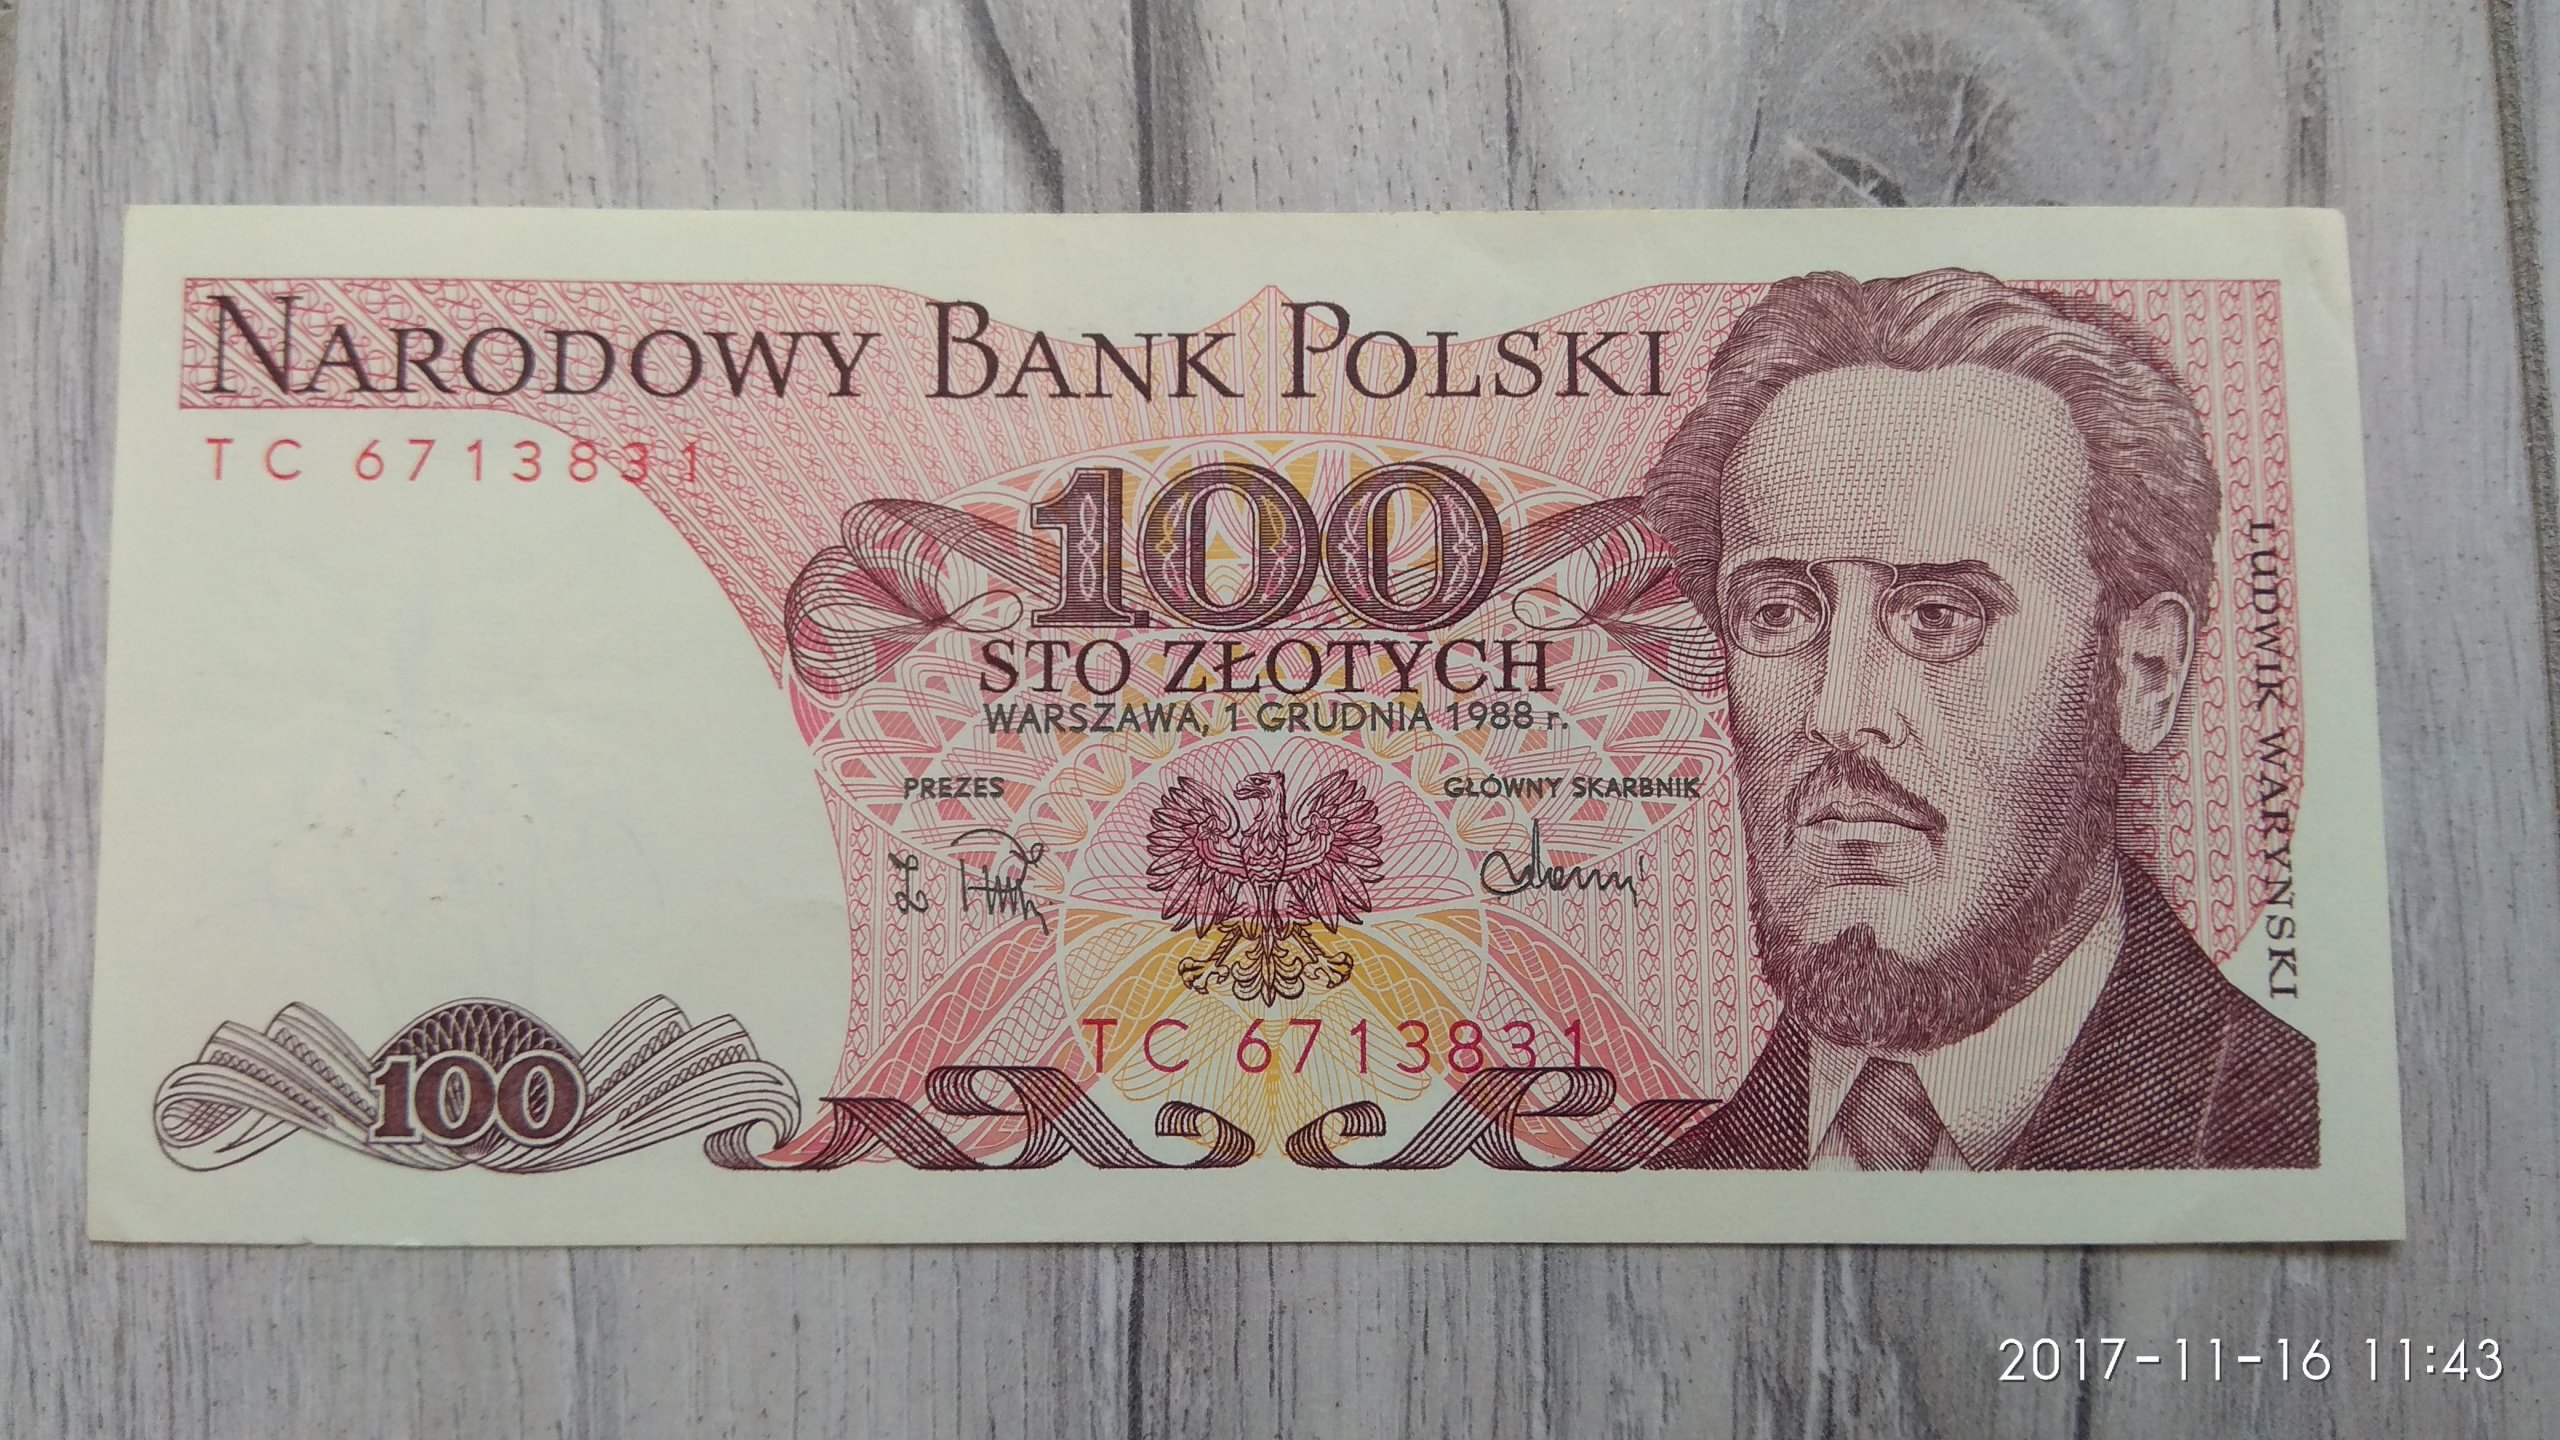 NARODOWY BANK POLSKI
TC 6713831
100
STO ZŁOTYCH
WARSZAWA, 1 GRUDNIA 1988 r.
PREZES GŁÓWNY SKARBNIK
TC 6713831
100
LUDWIK WARYŃSKI
2017-11-16 11:43